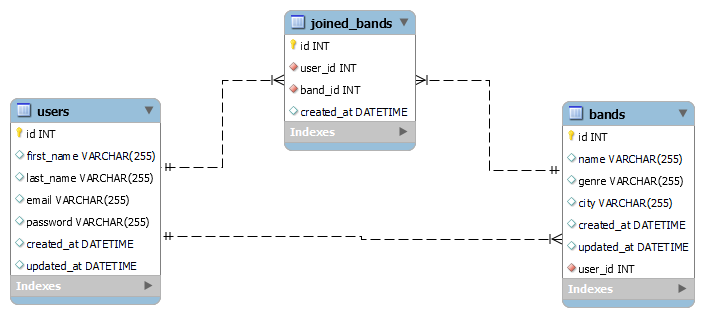 joined_bands
id INT
user_id INT
band_id INT
created_at DATETIME
Indexes
users
id INT
first_name VARCHAR(255)
last_name VARCHAR(255)
email VARCHAR(255)
password VARCHAR(255)
created_at DATETIME
updated_at DATETIME
Indexes
bands
id INT
name VARCHAR(255)
genre VARCHAR(255)
city VARCHAR(255)
created_at DATETIME
updated_at DATETIME
user_id INT
Indexes